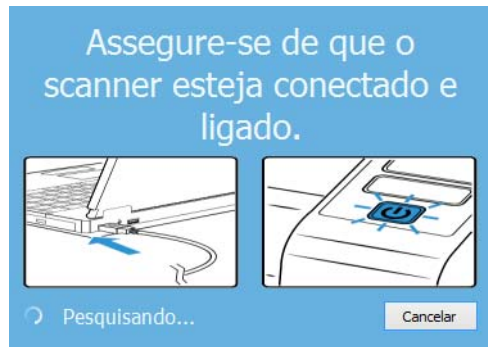 Assegure-se de que o
scanner esteja conectado e
ligado.
Pesquisando...
Cancelar